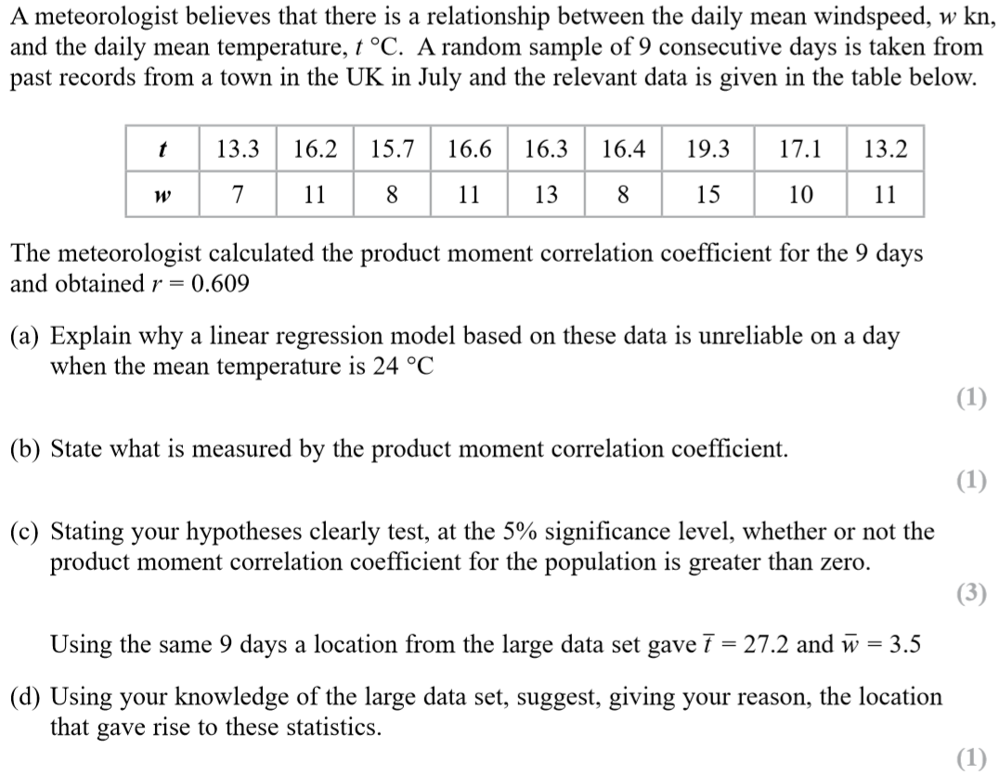 A meteorologist believes that there is a relationship between the daily mean windspeed, w kn,
and the daily mean temperature, t °C. A random sample of 9 consecutive days is taken from
past records from a town in the UK in July and the relevant data is given in the table below.
t 13.3 16.2 15.7 16.6 16.3 16.4 19.3 17.1 13.2
w 7 11 8 11 13 8 15 10 11
The meteorologist calculated the product moment correlation coefficient for the 9 days
and obtained r = 0.609
(a) Explain why a linear regression model based on these data is unreliable on a day
when the mean temperature is 24 °C
(1)
(b) State what is measured by the product moment correlation coefficient.
(1)
(c) Stating your hypotheses clearly test, at the 5% significance level, whether or not the
product moment correlation coefficient for the population is greater than zero.
(3)
Using the same 9 days a location from the large data set gave t̄ = 27.2 and w̄ = 3.5
(d) Using your knowledge of the large data set, suggest, giving your reason, the location
that gave rise to these statistics.
(1)